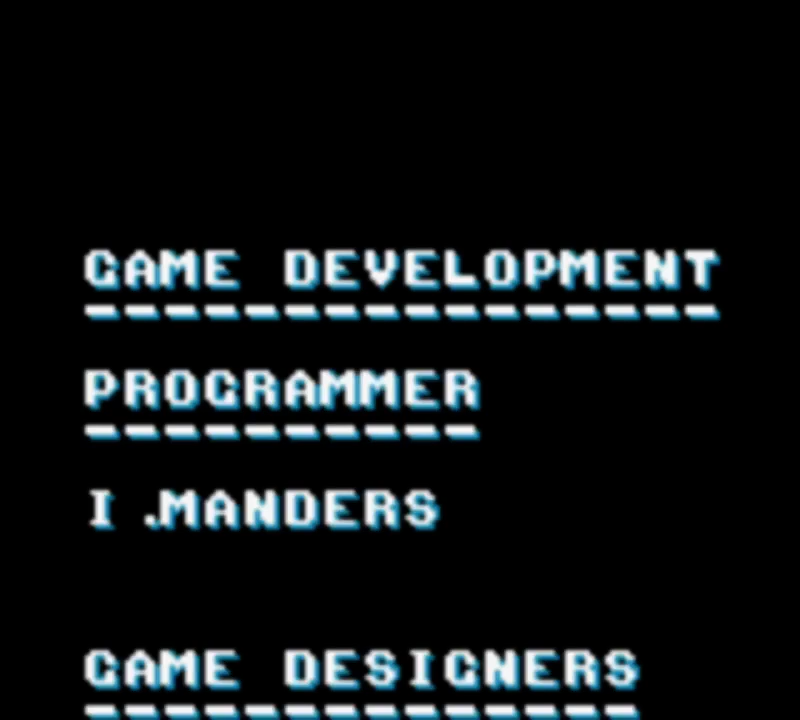 GAME DEVELOPMENT
----------------
PROGRAMMER
----------
I .MANDERS
GAME DESIGNERS
--------------